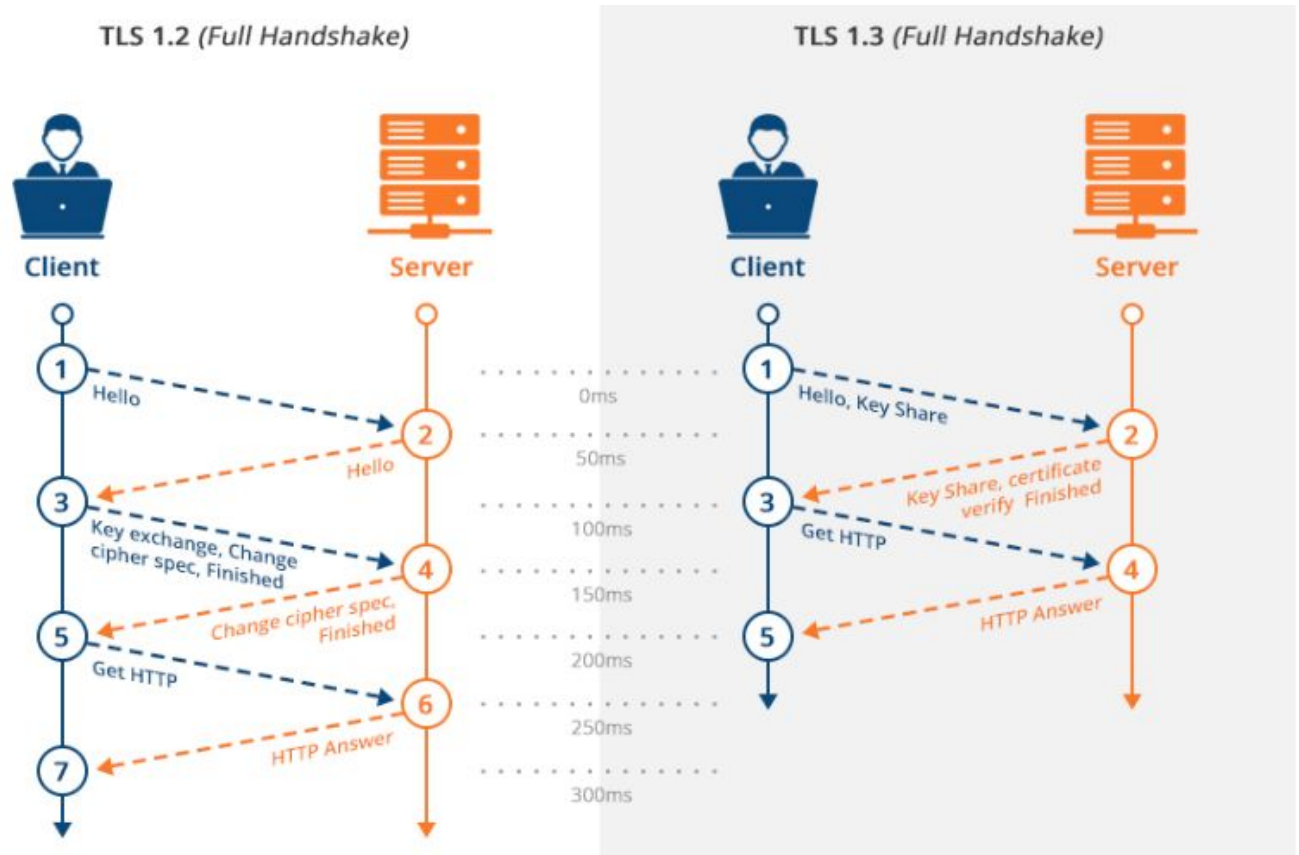 TLS 1.2 (Full Handshake)
Client
Server
1
Hello
2
Hello
3
Key exchange, Change
cipher spec, Finished
4
Change cipher spec,
Finished
5
Get HTTP
6
HTTP Answer
7
0ms
50ms
100ms
150ms
200ms
250ms
300ms
TLS 1.3 (Full Handshake)
Client
Server
1
Hello, Key Share
2
Key Share, certificate
verify Finished
3
Get HTTP
4
HTTP Answer
5